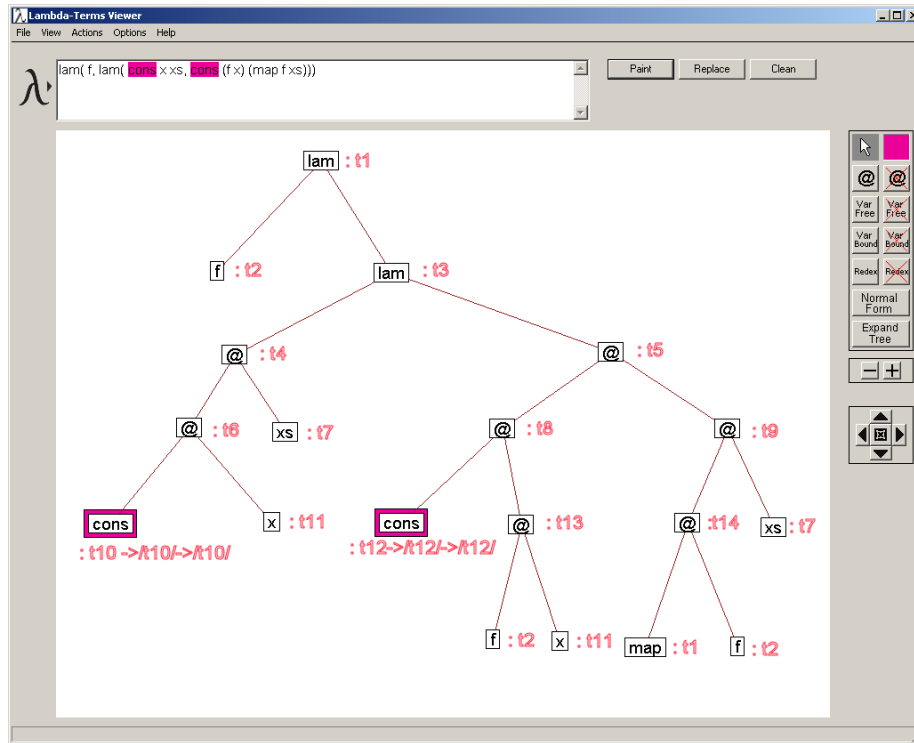 Lambda-Terms Viewer
File View Actions Options Help
lam( f, lam( cons x xs, cons (f x) (map f xs)))
Paint Replace Clean
λ
lam : t1
@ @
Var Free Var Free
f : t2 lam : t3
Var Bound Var Bound
Redex Redex
Normal Form
Expand Tree
@ : t4 @ : t5
− +
@ : t6 xs : t7 @ : t8 @ : t9
cons x : t11 cons @ : t13 @ :t14 xs : t7
: t10 ->/t10/->/t10/ : t12->/t12/->/t12/
f : t2 x : t11 map : t1 f : t2